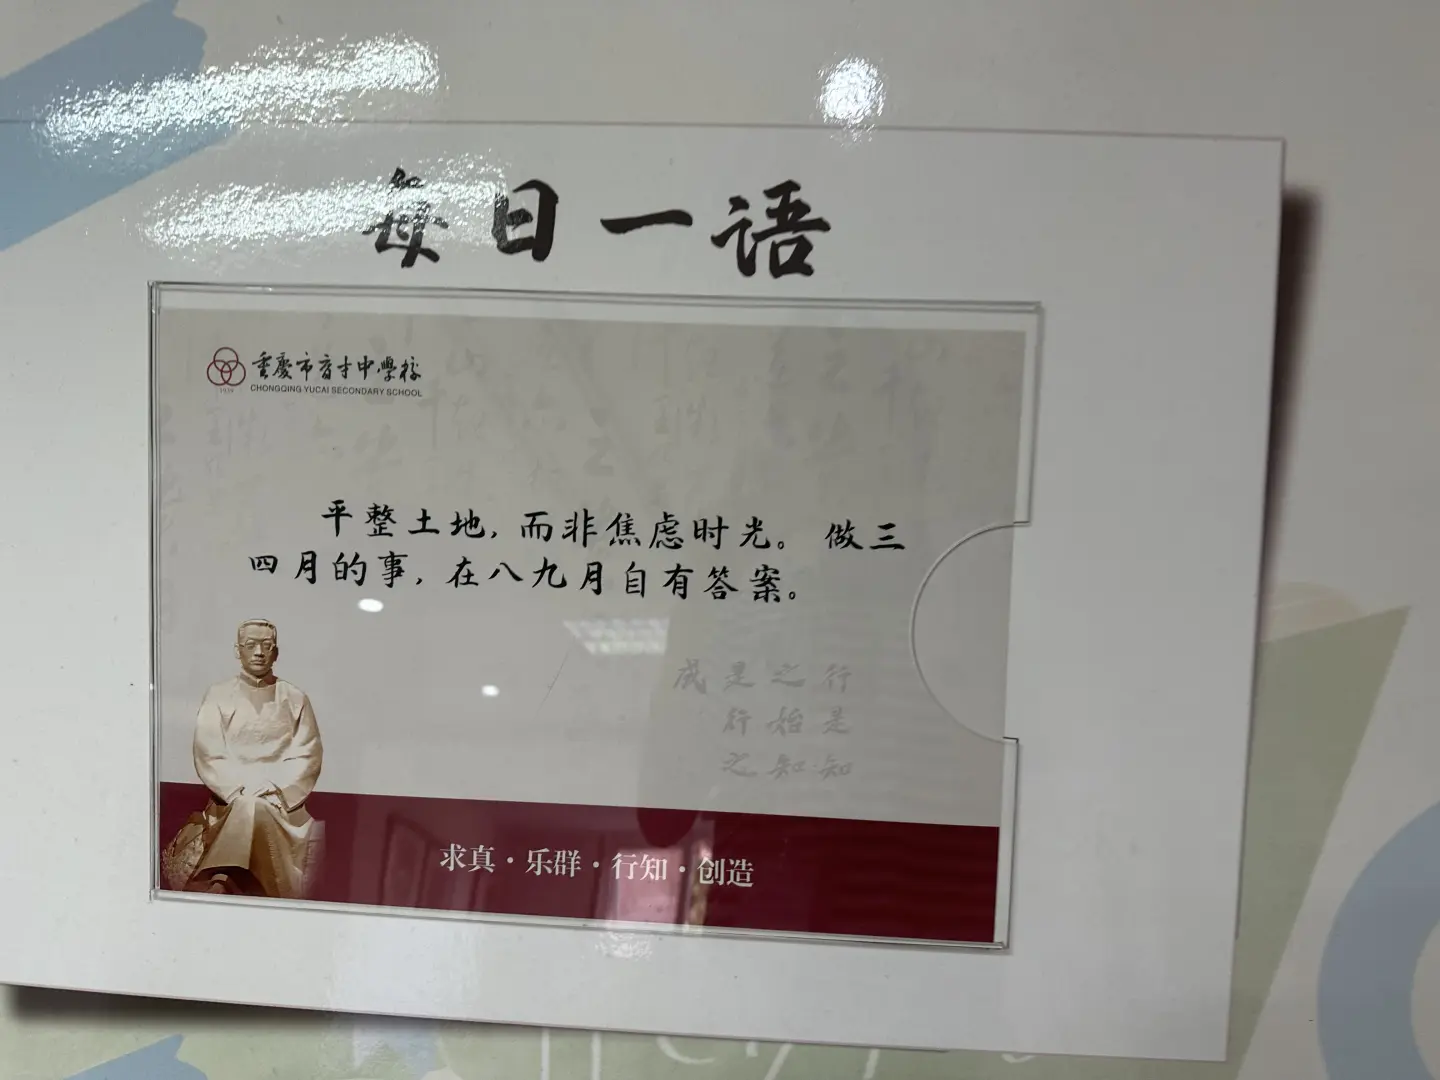 每日一语
重庆市育才中學校
CHONGQING YUCAI SECONDARY SCHOOL
平整土地，而非焦虑时光。 做三
四月的事，在八九月自有答案。
行是知
之始知
是行之
成
求真·乐群·行知·创造